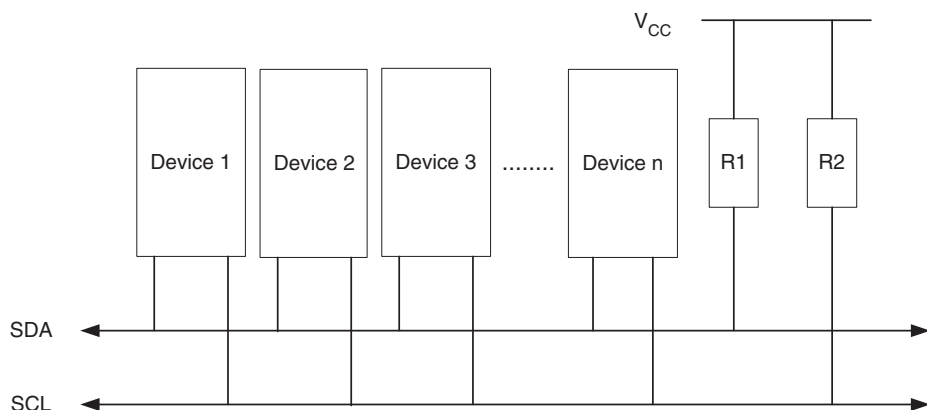 VCC
Device 1 Device 2 Device 3 ........ Device n R1 R2
SDA
SCL